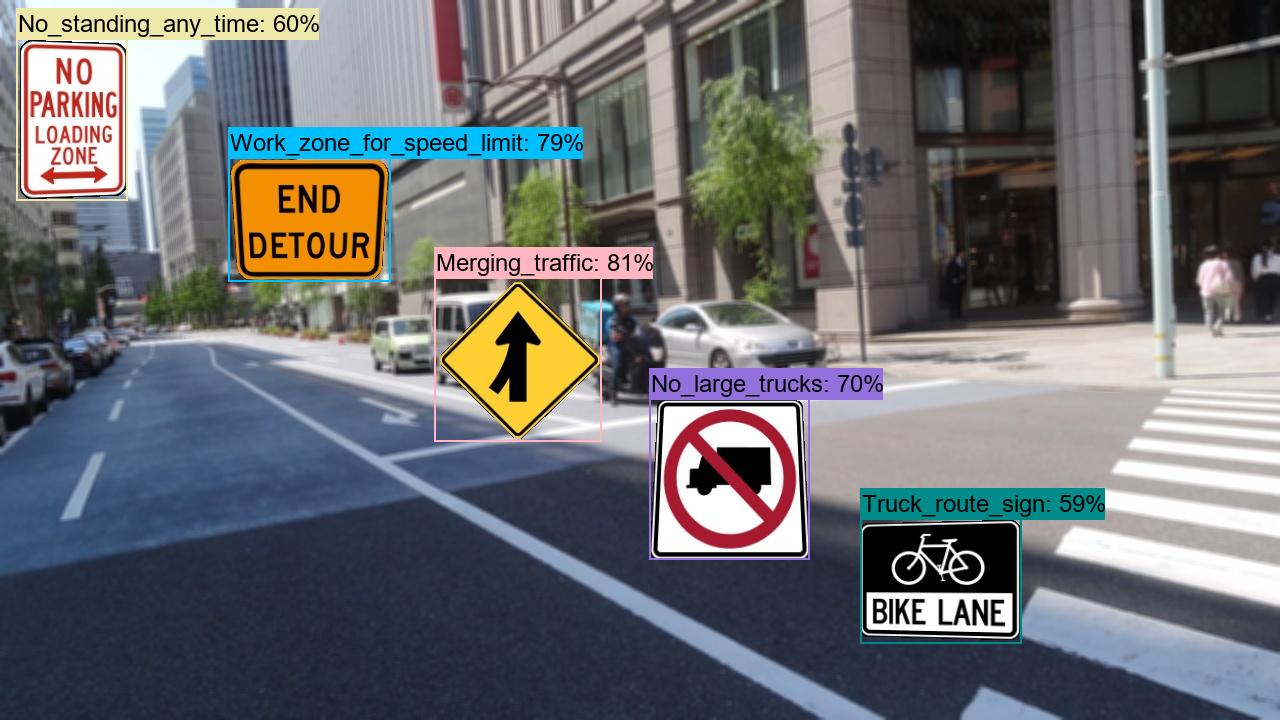 No_standing_any_time: 60%
NO
PARKING
LOADING
ZONE
Work_zone_for_speed_limit: 79%
END
DETOUR
Merging_traffic: 81%
No_large_trucks: 70%
Truck_route_sign: 59%
BIKE LANE